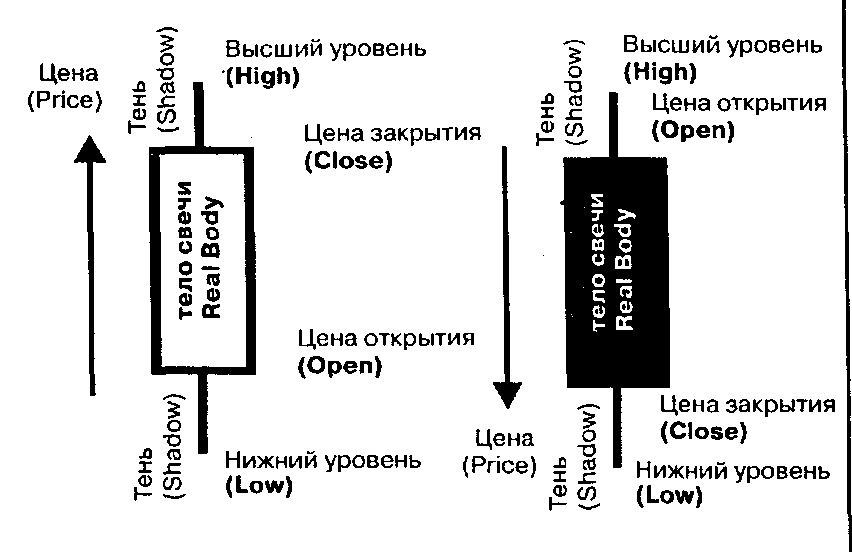 Цена
(Price)
Тень
(Shadow)
Высший уровень
(High)
Цена закрытия
(Close)
тело свечи
Real Body
Цена открытия
(Open)
Тень
(Shadow)
Нижний уровень
(Low)
Тень
(Shadow)
Высший уровень
(High)
Цена открытия
(Open)
тело свечи
Real Body
Цена
(Price)
Цена закрытия
(Close)
Тень
(Shadow)
Нижний уровень
(Low)